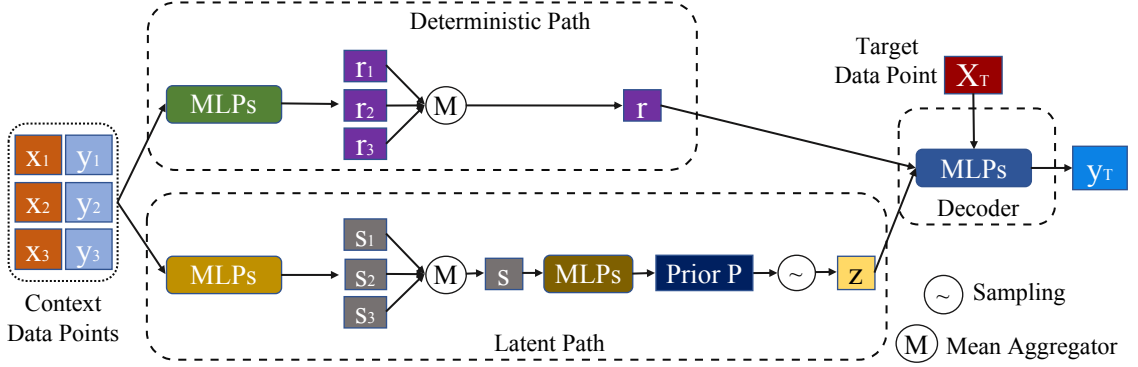 Deterministic Path
MLPs
r1
r2
r3
M
r
Target
Data Point
XT
MLPs
yT
Decoder
x1 y1
x2 y2
x3 y3
Context
Data Points
MLPs
s1
s2
s3
M
s
MLPs
Prior P
~
z
Latent Path
~ Sampling
M Mean Aggregator